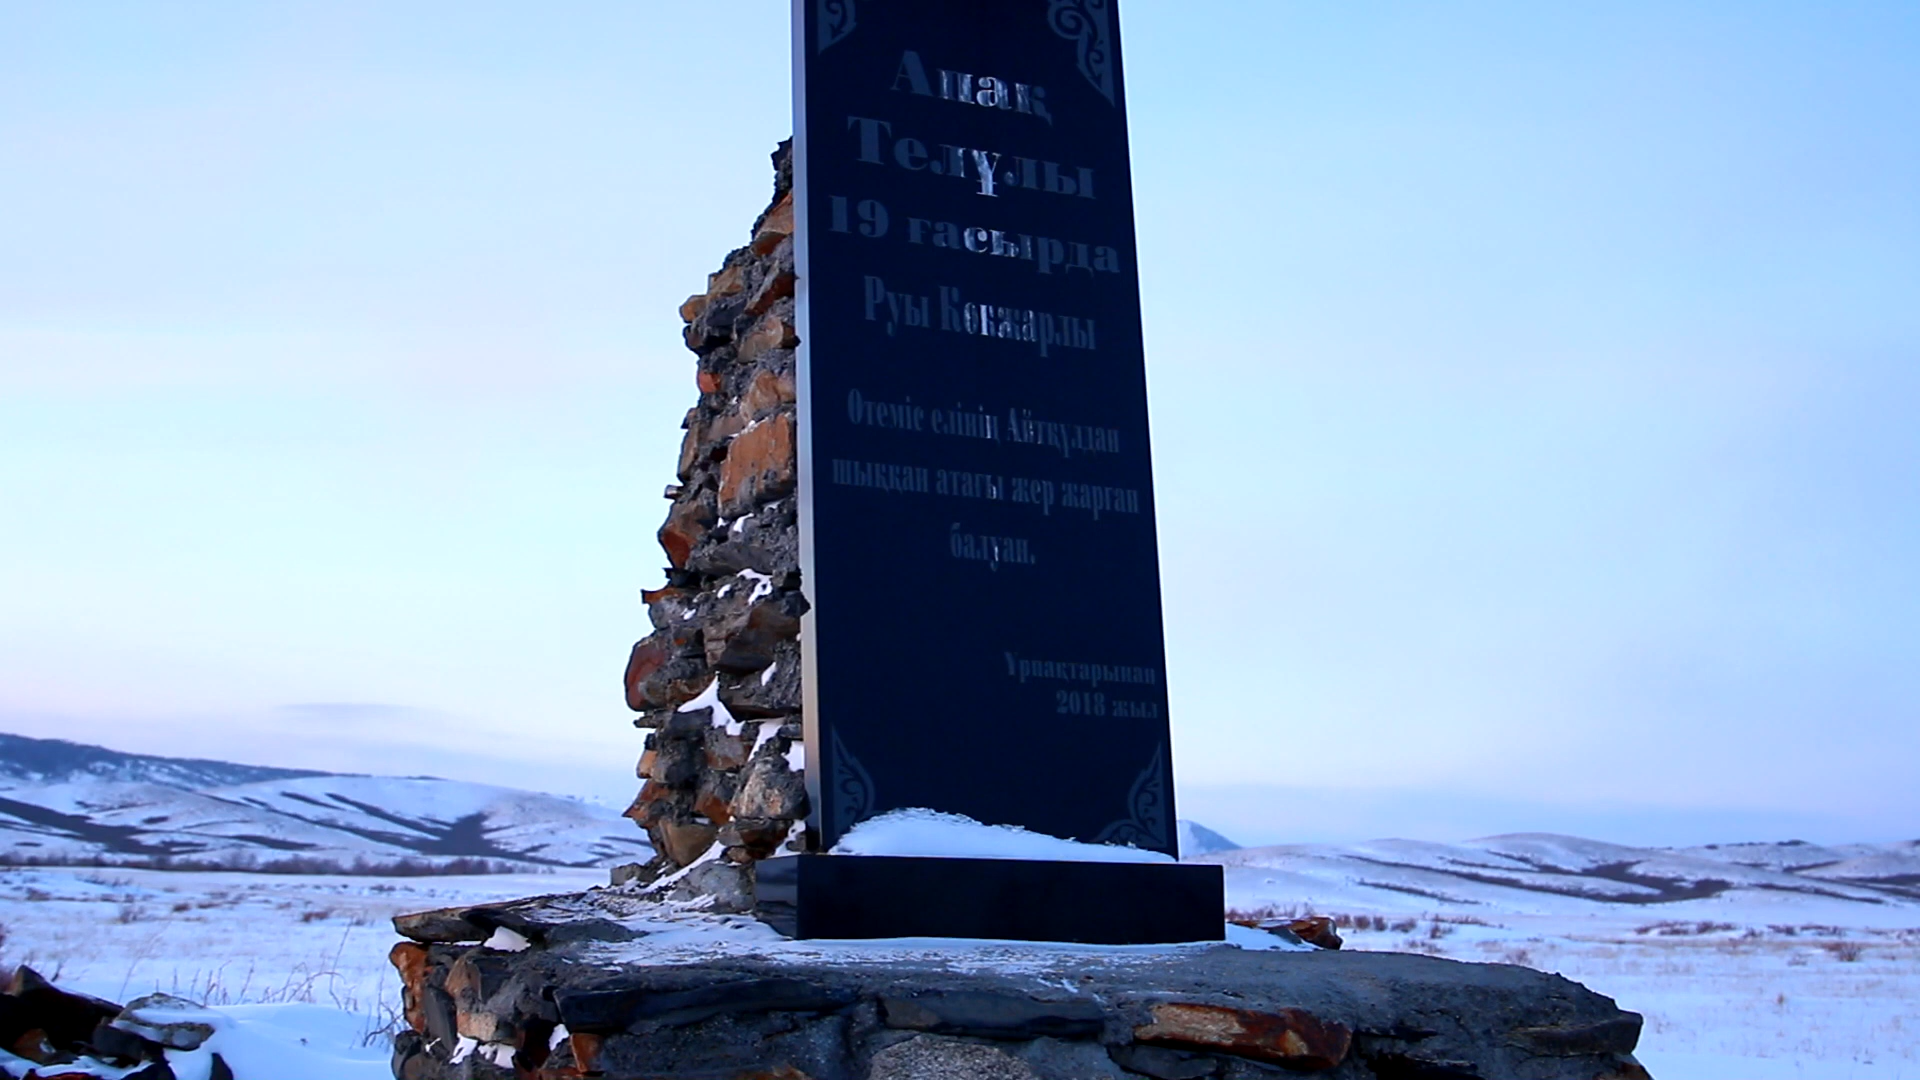 Апақ
Телұлы
19 ғасырда
Руы Көкжарлы
Өтеміс елінің Айтқұлдан
шыққан атағы жер жарған
балуан.
Ұрпақтарынан
2018 жыл